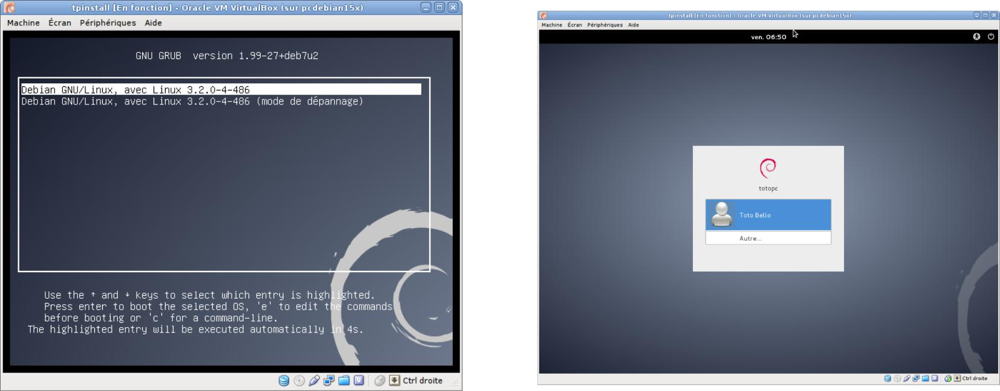 tpinstall [En fonction] - Oracle VM VirtualBox (sur pcdebian15x)
Machine Écran Périphériques Aide
GNU GRUB version 1.99-27+deb7u2
Debian GNU/Linux, avec Linux 3.2.0-4-486
Debian GNU/Linux, avec Linux 3.2.0-4-486 (mode de dépannage)
Use the ↑ and ↓ keys to select which entry is highlighted.
Press enter to boot the selected OS, 'e' to edit the commands
before booting or 'c' for a command-line.
The highlighted entry will be executed automatically in 4s.
Ctrl droite
tpinstall [En fonction] - Oracle VM VirtualBox (sur pcdebian15x)
Machine Écran Périphériques Aide
ven. 06:50
totopc
Toto Bello
Autre...
Ctrl droite